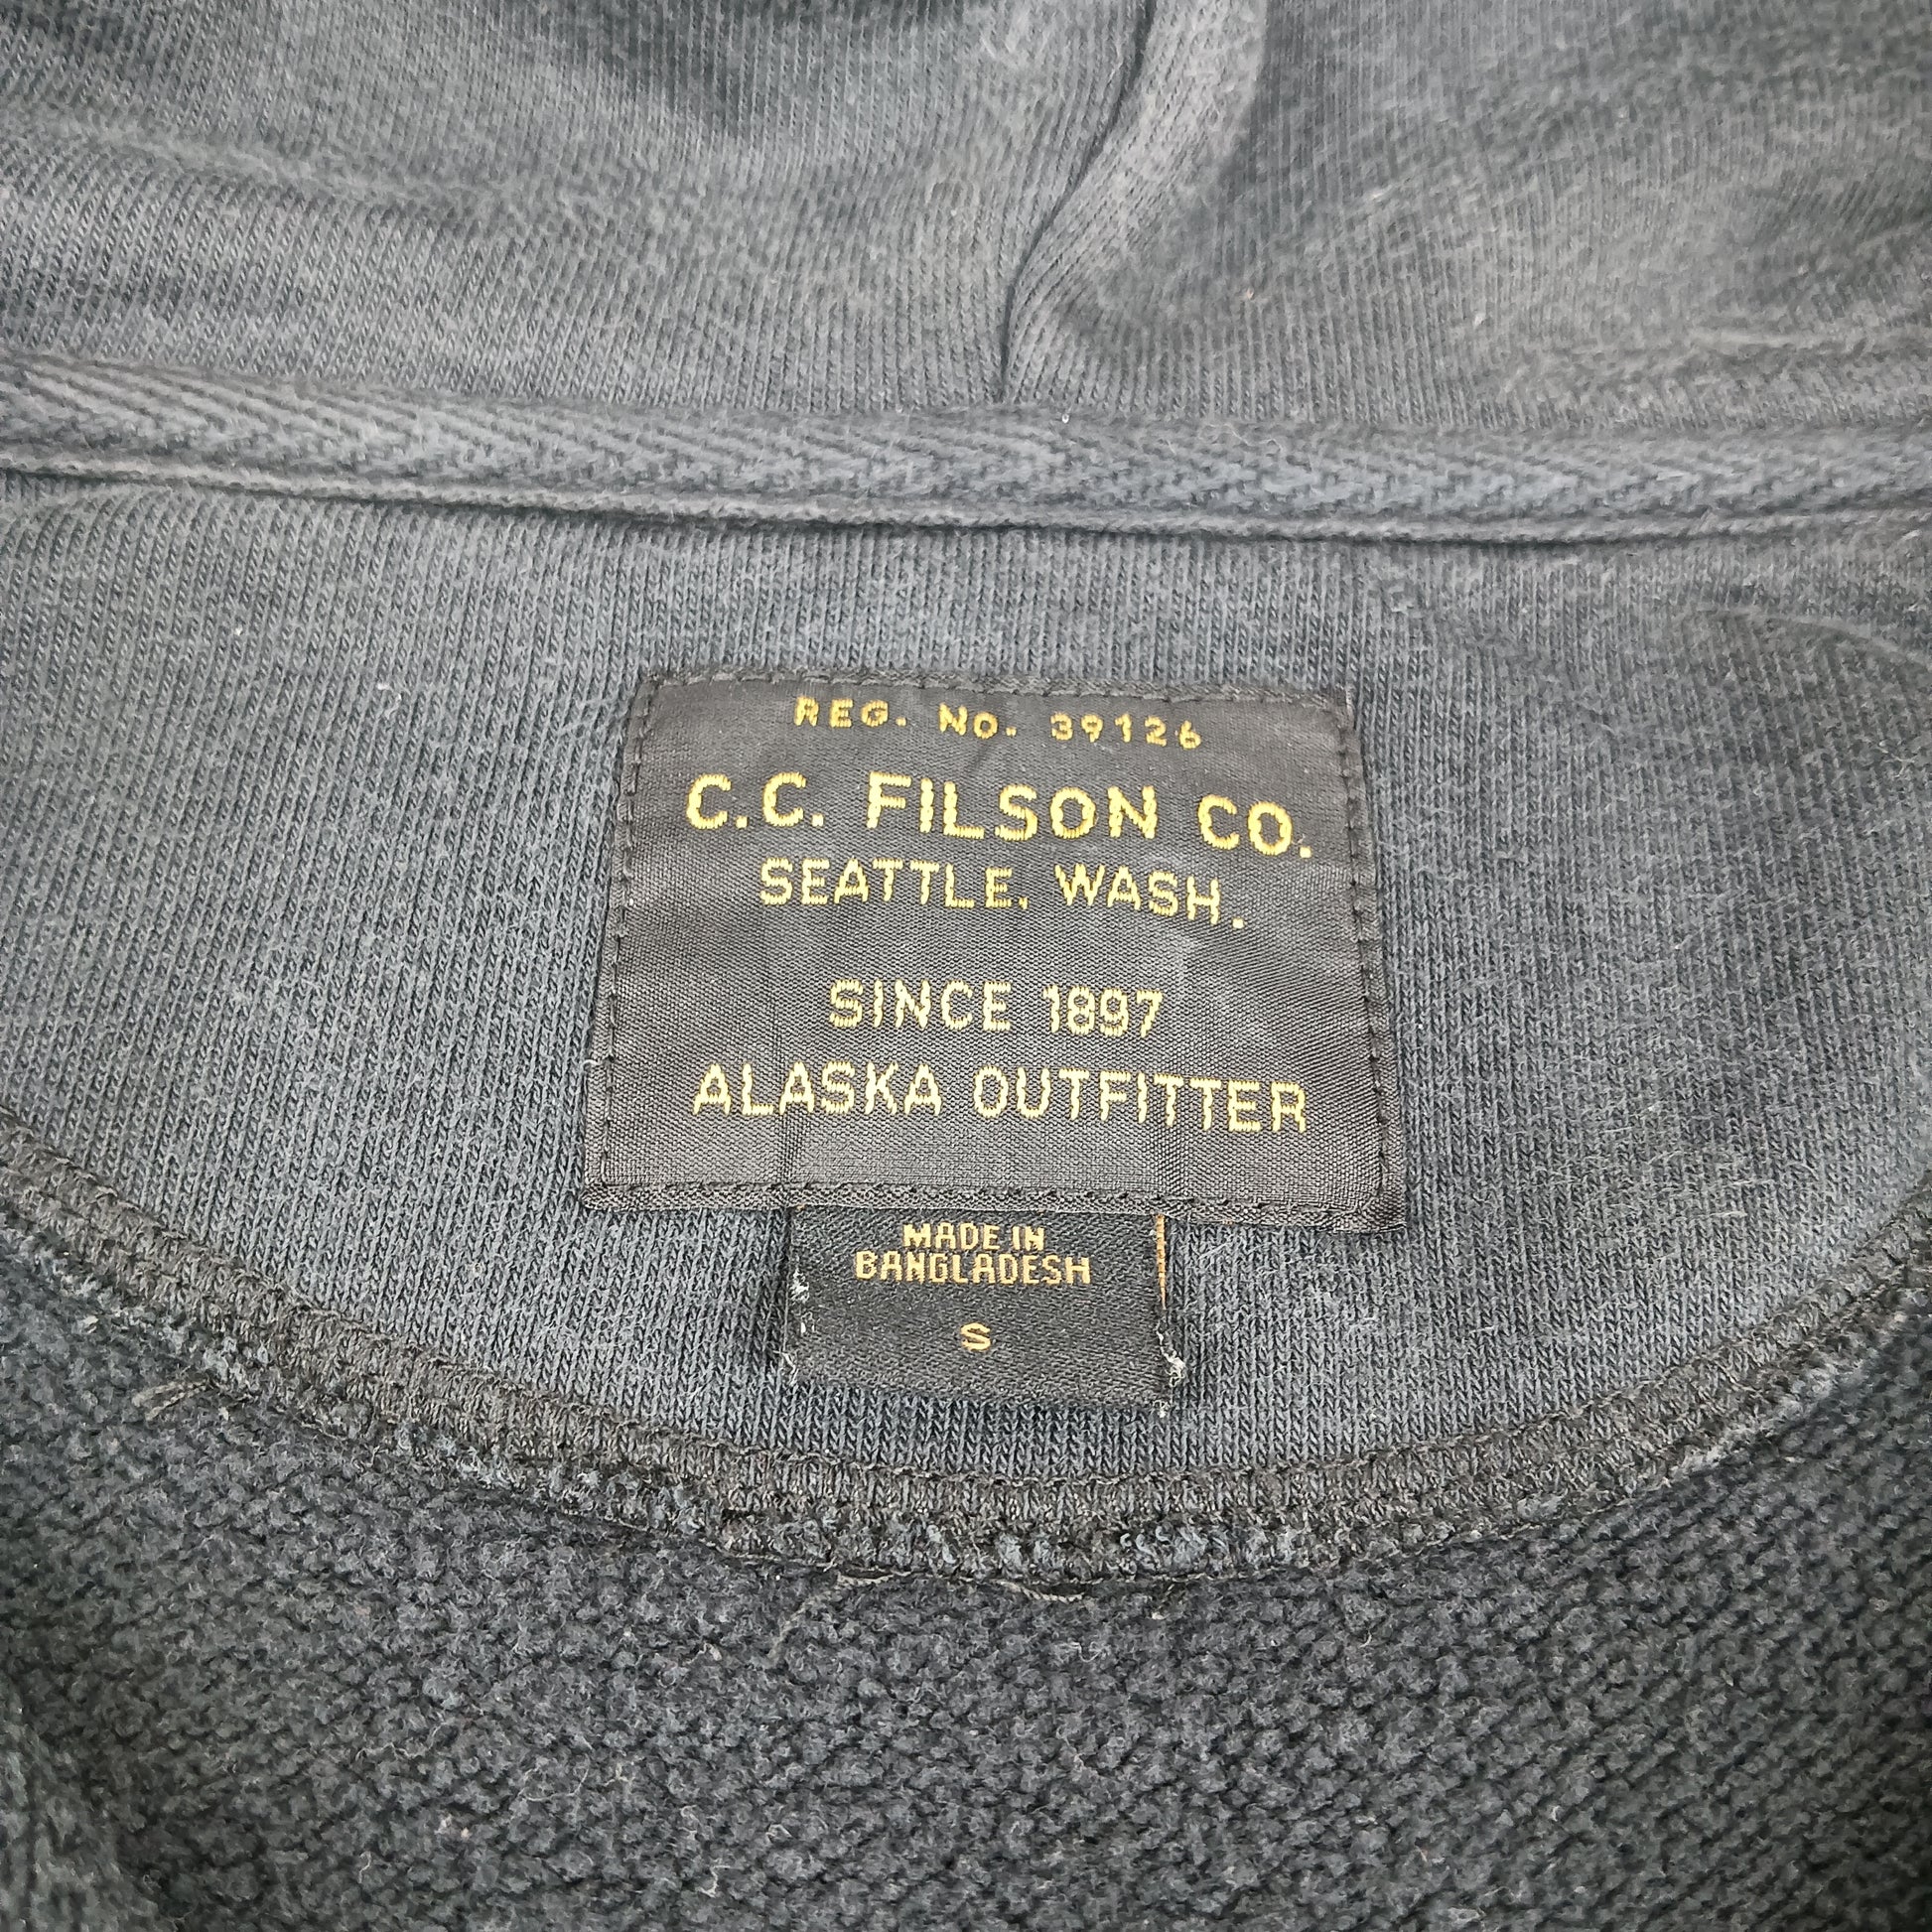 REG. No. 39126
C.C. FILSON CO.
SEATTLE, WASH.
SINCE 1897
ALASKA OUTFITTER
MADE IN
BANGLADESH
S